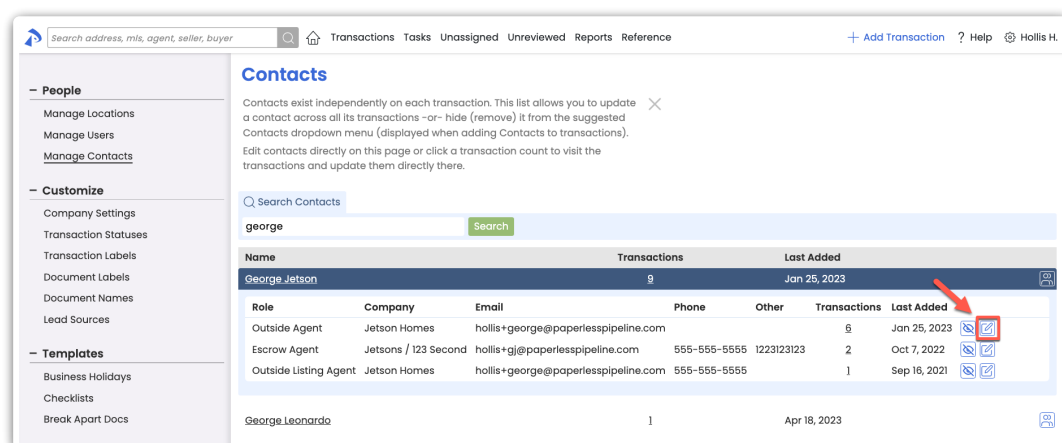 Search address, mls, agent, seller, buyer
Transactions Tasks Unassigned Unreviewed Reports Reference
+ Add Transaction ? Help Hollis H.
− People
Manage Locations
Manage Users
Manage Contacts
− Customize
Company Settings
Transaction Statuses
Transaction Labels
Document Labels
Document Names
Lead Sources
− Templates
Business Holidays
Checklists
Break Apart Docs
Contacts
Contacts exist independently on each transaction. This list allows you to update
a contact across all its transactions -or- hide (remove) it from the suggested
Contacts dropdown menu (displayed when adding Contacts to transactions).
Edit contacts directly on this page or click a transaction count to visit the
transactions and update them directly there.
Search Contacts
george Search
Name Transactions Last Added
George Jetson 9 Jan 25, 2023
Role Company Email Phone Other Transactions Last Added
Outside Agent Jetson Homes hollis+george@paperlesspipeline.com 6 Jan 25, 2023
Escrow Agent Jetsons / 123 Second hollis+gj@paperlesspipeline.com 555-555-5555 1223123123 2 Oct 7, 2022
Outside Listing Agent Jetson Homes hollis+george@paperlesspipeline.com 555-555-5555 1 Sep 16, 2021
George Leonardo 1 Apr 18, 2023